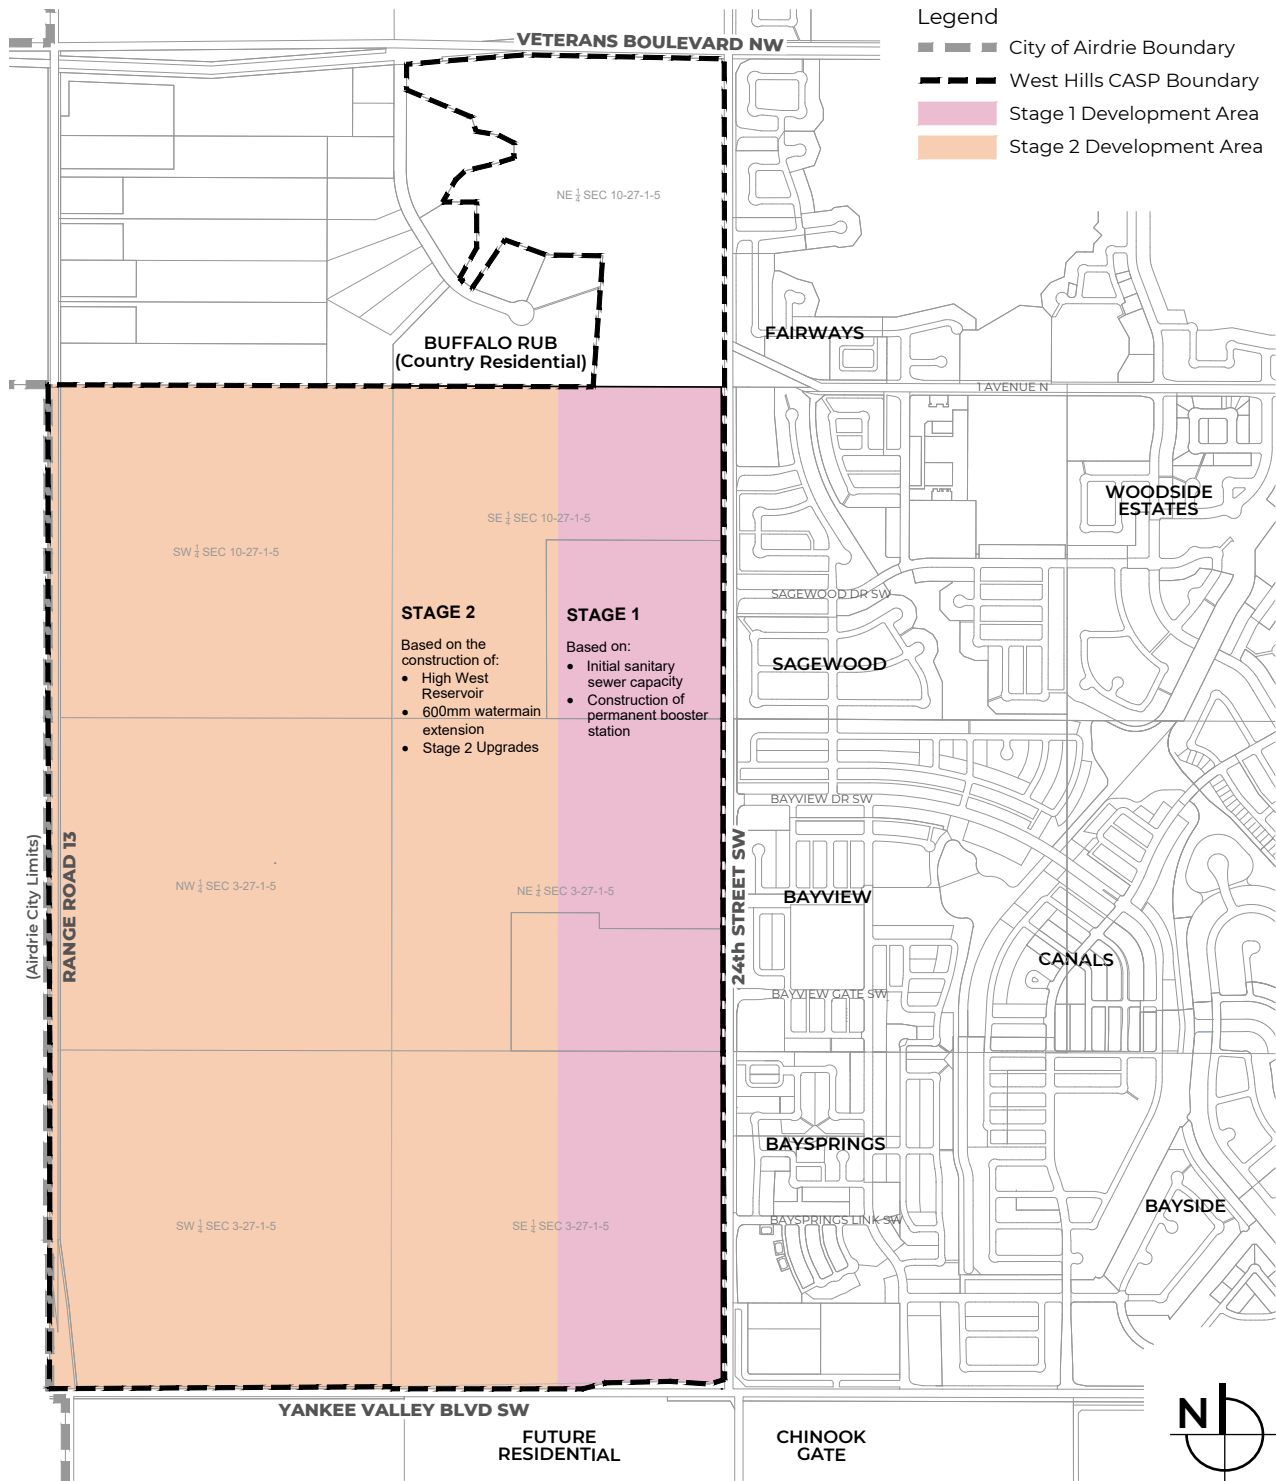 Legend
City of Airdrie Boundary
West Hills CASP Boundary
Stage 1 Development Area
Stage 2 Development Area
VETERANS BOULEVARD NW
NE 1/4 SEC 10-27-1-5
FAIRWAYS
BUFFALO RUB
(Country Residential)
1 AVENUE N
WOODSIDE
ESTATES
SE 1/4 SEC 10-27-1-5
SW 1/4 SEC 10-27-1-5
SAGEWOOD DR SW
STAGE 2
Based on the
construction of:
• High West
Reservoir
• 600mm watermain
extension
• Stage 2 Upgrades
STAGE 1
Based on:
• Initial sanitary
sewer capacity
• Construction of
permanent booster
station
SAGEWOOD
BAYVIEW DR SW
(Airdrie City Limits)
RANGE ROAD 13
24th STREET SW
NW 1/4 SEC 3-27-1-5
NE 1/4 SEC 3-27-1-5
BAYVIEW
CANALS
BAYVIEW GATE SW
BAYSPRINGS
BAYSIDE
SW 1/4 SEC 3-27-1-5
SE 1/4 SEC 3-27-1-5
BAYSPRINGS LINK SW
YANKEE VALLEY BLVD SW
FUTURE
RESIDENTIAL
CHINOOK
GATE
N